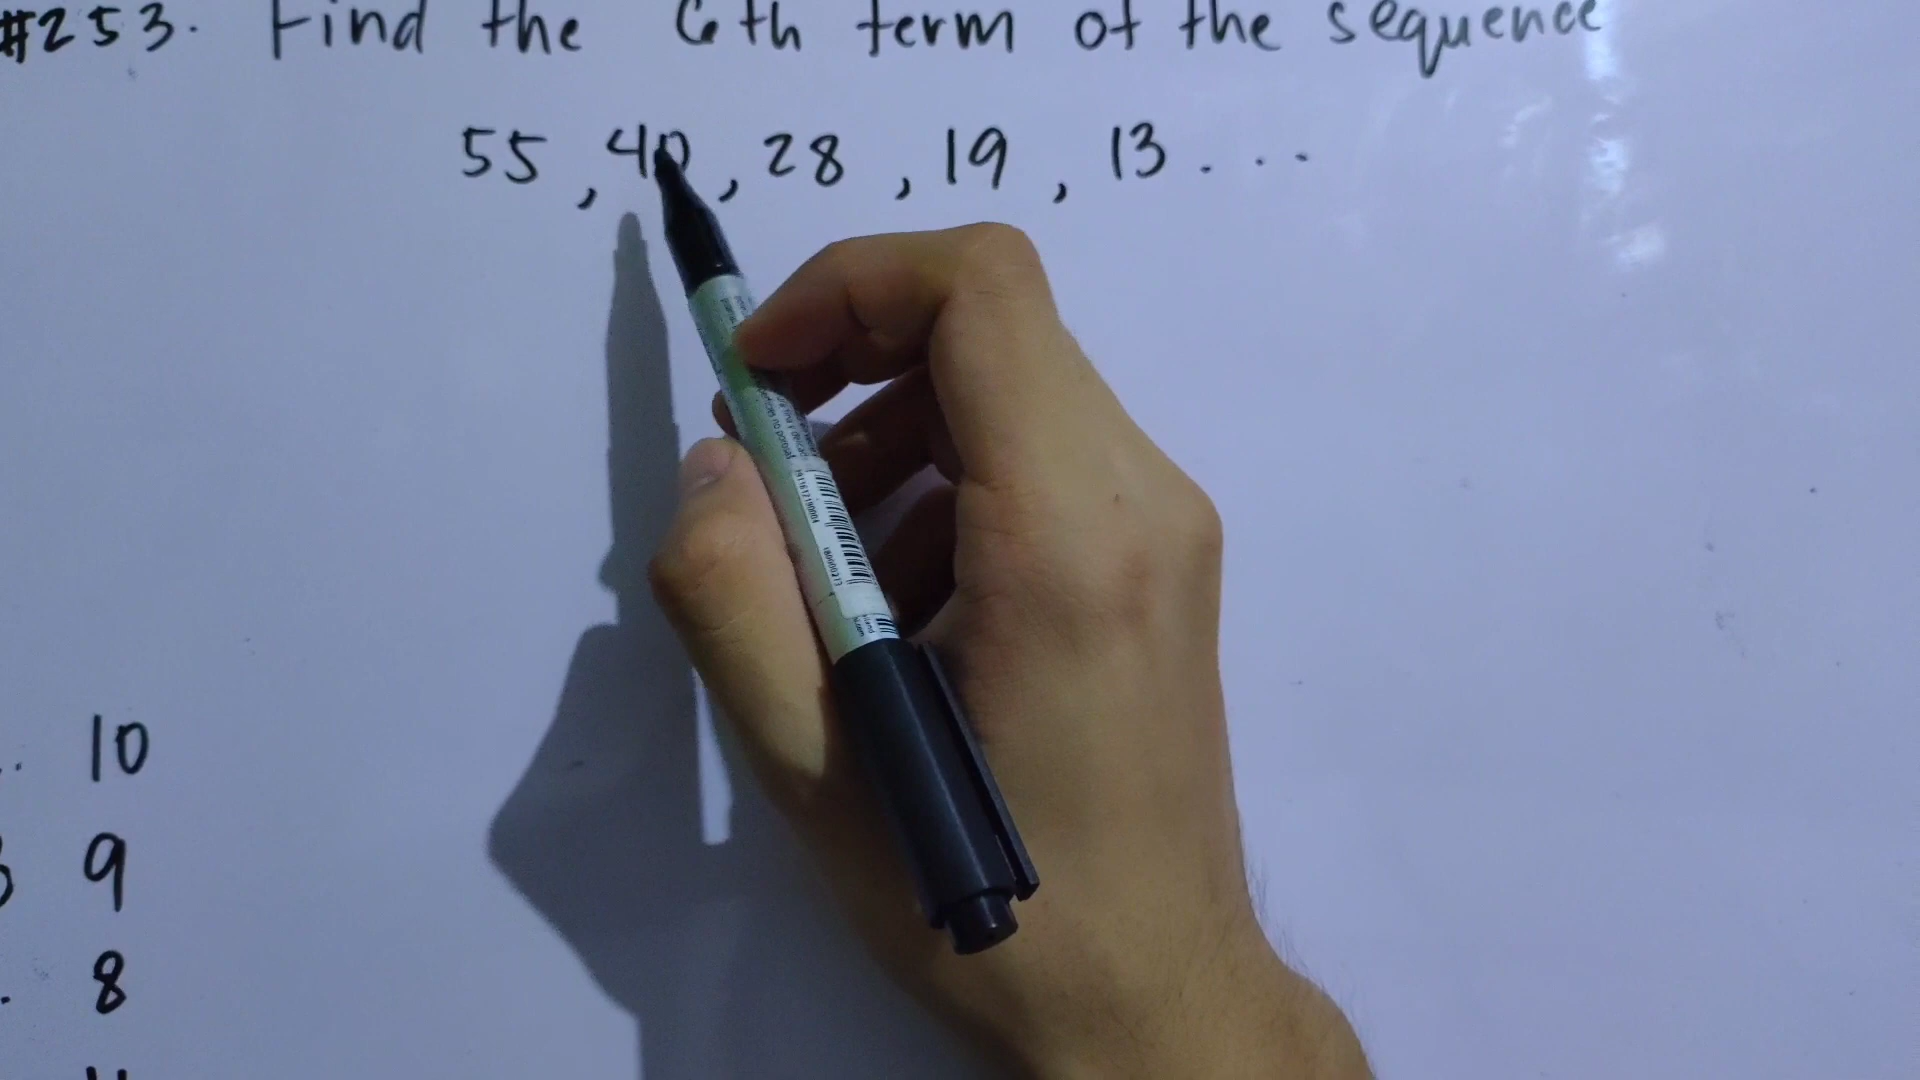 #253. Find the 6th term of the sequence
55, 40, 28, 19, 13. ...
10
9
8